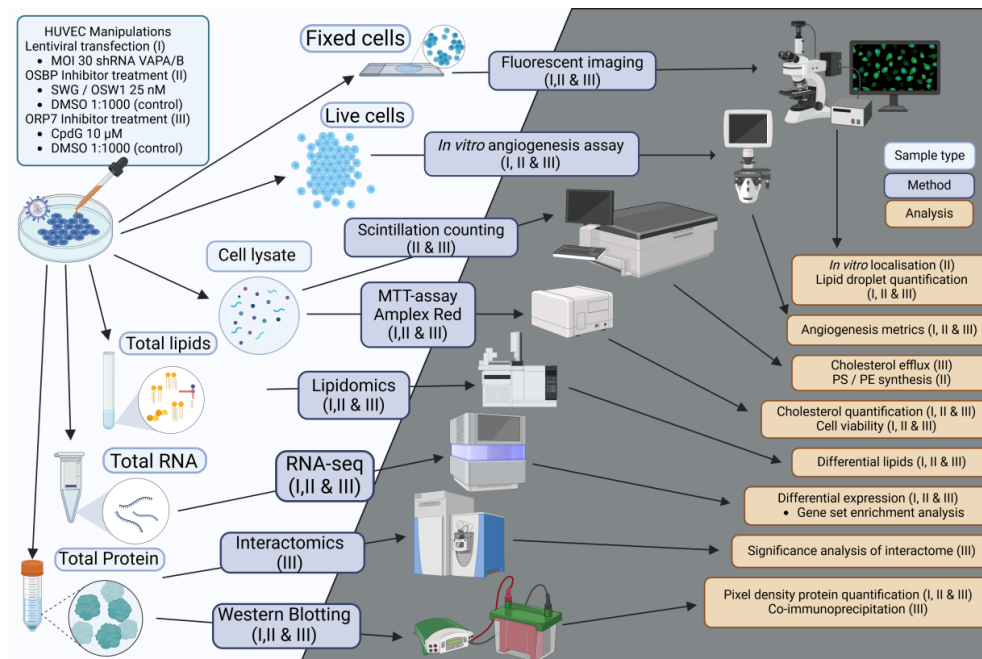 HUVEC Manipulations
Lentiviral transfection (I)
• MOI 30 shRNA VAPA/B
OSBP Inhibitor treatment (II)
• SWG / OSW1 25 nM
• DMSO 1:1000 (control)
ORP7 Inhibitor treatment (III)
• CpdG 10 µM
• DMSO 1:1000 (control)
Fixed cells
Fluorescent imaging
(I,II & III)
Live cells
In vitro angiogenesis assay
(I, II & III)
Sample type
Method
Analysis
Scintillation counting
(II & III)
Cell lysate
MTT-assay
Amplex Red
(I,II & III)
In vitro localisation (II)
Lipid droplet quantification
(I, II & III)
Angiogenesis metrics (I, II & III)
Total lipids
Lipidomics
(I,II & III)
Cholesterol efflux (III)
PS / PE synthesis (II)
Cholesterol quantification (I, II & III)
Cell viability (I, II & III)
Differential lipids (I, II & III)
Total RNA
RNA-seq
(I,II & III)
Differential expression (I, II & III)
• Gene set enrichment analysis
Total Protein
Interactomics
(III)
Significance analysis of interactome (III)
Western Blotting
(I,II & III)
Pixel density protein quantification (I, II & III)
Co-immunoprecipitation (III)